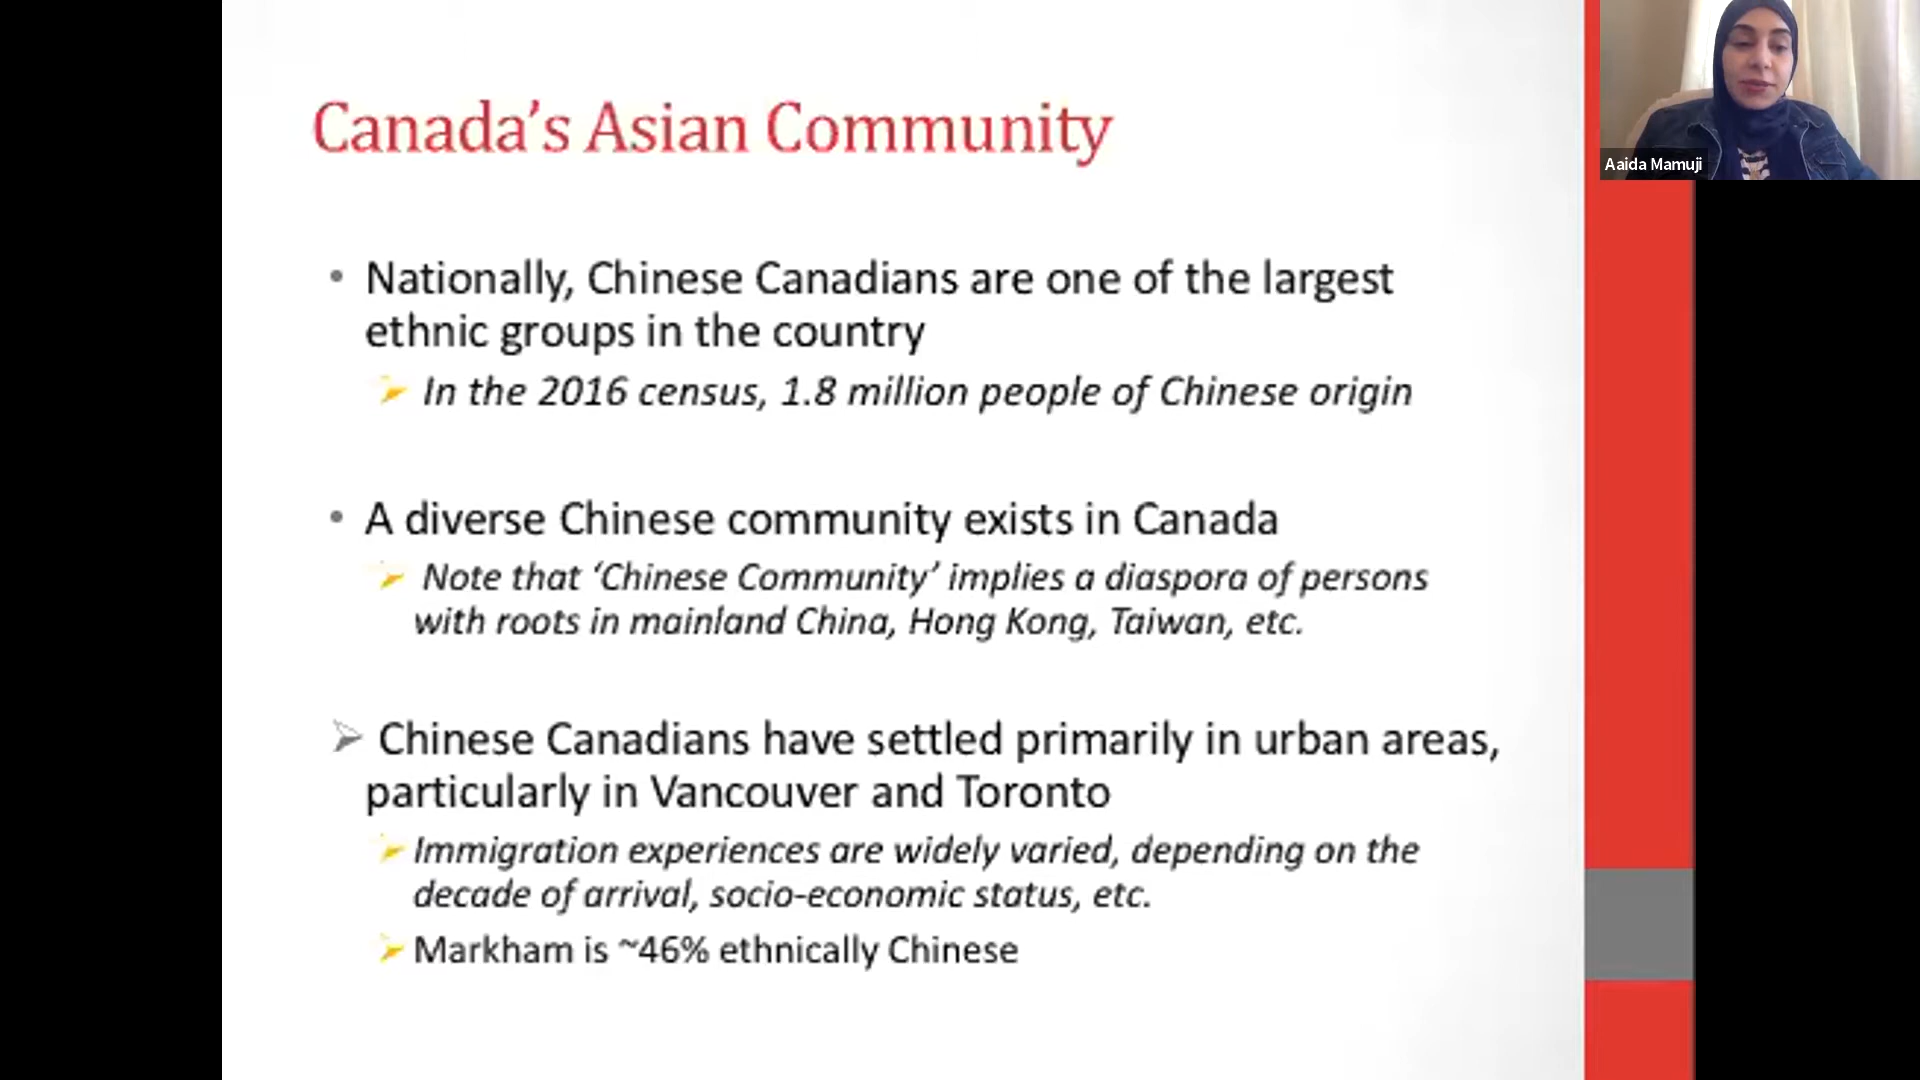 Canada's Asian Community
Aaida Mamuji
• Nationally, Chinese Canadians are one of the largest
ethnic groups in the country
➢ In the 2016 census, 1.8 million people of Chinese origin
• A diverse Chinese community exists in Canada
➢ Note that ‘Chinese Community’ implies a diaspora of persons
with roots in mainland China, Hong Kong, Taiwan, etc.
➢ Chinese Canadians have settled primarily in urban areas,
particularly in Vancouver and Toronto
➢ Immigration experiences are widely varied, depending on the
decade of arrival, socio-economic status, etc.
➢ Markham is ~46% ethnically Chinese